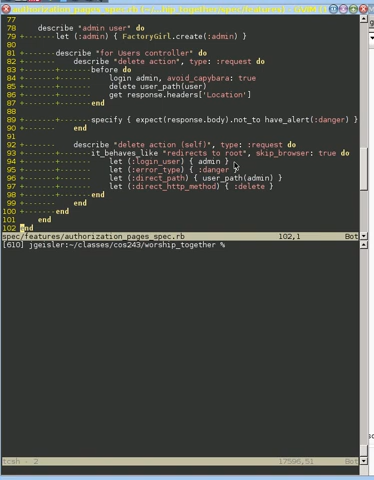 77
78     describe "admin user" do
79 +-------let (:admin) { FactoryGirl.create(:admin) }
80
81 +-------describe "for Users controller" do
82 +-------+-------describe "delete action", type: :request do
83 +-------+-------+-------before do
84 +-------+-------+-------    login admin, avoid_capybara: true
85 +-------+-------+-------    delete user_path(user)
86 +-------+-------+-------    get response.headers['Location']
87 +-------+-------+-------end
88
89 +-------+-------+-------specify { expect(response.body).not_to have_alert(:danger) }
90 +-------+-------end
91
92 +-------+-------describe "delete action (self)", type: :request do
93 +-------+-------+-------it_behaves_like "redirects to root", skip_browser: true do
94 +-------+-------+-------    let (:login_user) { admin }
95 +-------+-------+-------    let (:error_type) { :danger }
96 +-------+-------+-------    let (:direct_path) { user_path(admin) }
97 +-------+-------+-------    let (:direct_http_method) { :delete }
98 +-------+-------+-------end
99 +-------+-------end
100 +-------end
101     end
102 end
spec/features/authorization_pages_spec.rb 102,1 Bot
[610] jgeisler:~/classes/cos243/worship_together %
tcsh - 2 17596,51 Bot